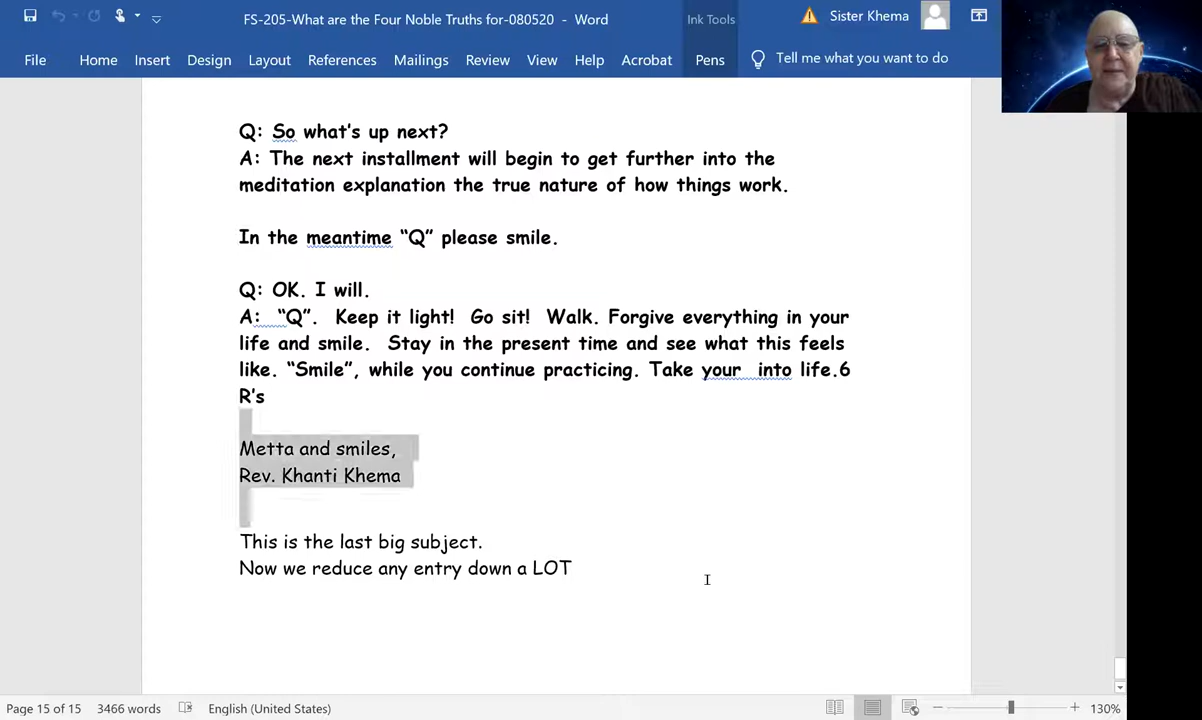 FS-205-What are the Four Noble Truths for-080520 - Word
Ink Tools
Sister Khema
File Home Insert Design Layout References Mailings Review View Help Acrobat Pens Tell me what you want to do
Q: So what's up next?
A: The next installment will begin to get further into the
meditation explanation the true nature of how things work.
In the meantime “Q” please smile.
Q: OK. I will.
A: “Q”. Keep it light! Go sit! Walk. Forgive everything in your
life and smile. Stay in the present time and see what this feels
like. “Smile”, while you continue practicing. Take your into life.6
R's
Metta and smiles,
Rev. Khanti Khema
This is the last big subject.
Now we reduce any entry down a LOT
Page 15 of 15 3466 words English (United States) 130%